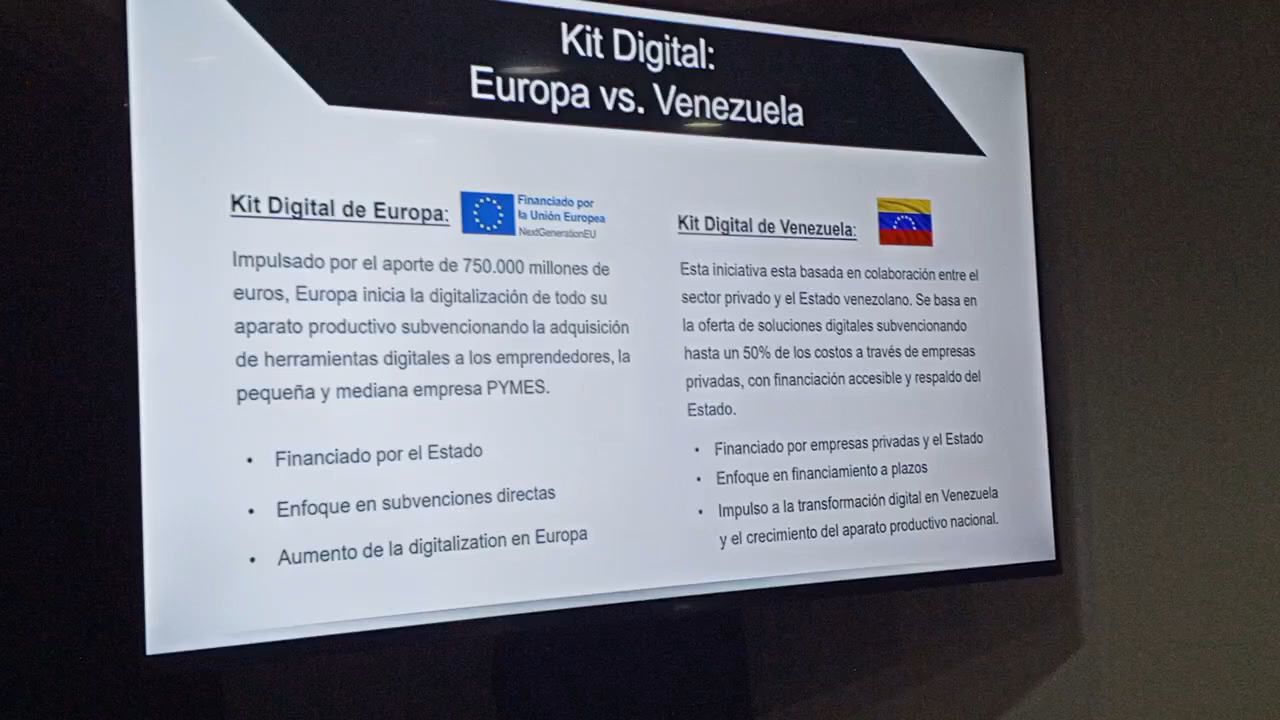 Kit Digital:
Europa vs. Venezuela
Kit Digital de Europa:
Financiado por
la Unión Europea
NextGenerationEU
Impulsado por el aporte de 750.000 millones de
euros, Europa inicia la digitalización de todo su
aparato productivo subvencionando la adquisición
de herramientas digitales a los emprendedores, la
pequeña y mediana empresa PYMES.
• Financiado por el Estado
• Enfoque en subvenciones directas
• Aumento de la digitalization en Europa
Kit Digital de Venezuela:
Esta iniciativa esta basada en colaboración entre el
sector privado y el Estado venezolano. Se basa en
la oferta de soluciones digitales subvencionando
hasta un 50% de los costos a través de empresas
privadas, con financiación accesible y respaldo del
Estado.
• Financiado por empresas privadas y el Estado
• Enfoque en financiamiento a plazos
• Impulso a la transformación digital en Venezuela
y el crecimiento del aparato productivo nacional.